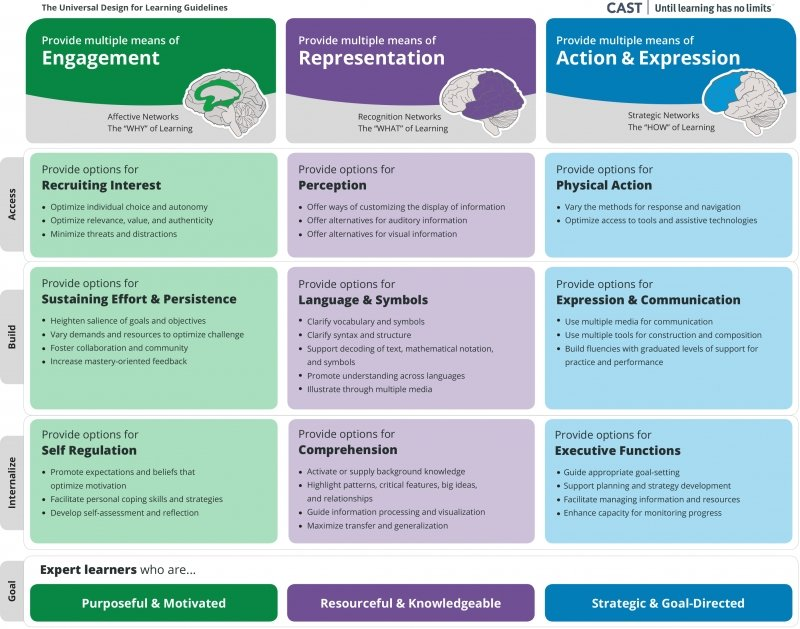 The Universal Design for Learning Guidelines
CAST | Until learning has no limits
Provide multiple means of
Engagement
Affective Networks
The “WHY” of Learning
Provide multiple means of
Representation
Recognition Networks
The “WHAT” of Learning
Provide multiple means of
Action & Expression
Strategic Networks
The “HOW” of Learning
Access
Provide options for
Recruiting Interest
• Optimize individual choice and autonomy
• Optimize relevance, value, and authenticity
• Minimize threats and distractions
Provide options for
Perception
• Offer ways of customizing the display of information
• Offer alternatives for auditory information
• Offer alternatives for visual information
Provide options for
Physical Action
• Vary the methods for response and navigation
• Optimize access to tools and assistive technologies
Build
Provide options for
Sustaining Effort & Persistence
• Heighten salience of goals and objectives
• Vary demands and resources to optimize challenge
• Foster collaboration and community
• Increase mastery-oriented feedback
Provide options for
Language & Symbols
• Clarify vocabulary and symbols
• Clarify syntax and structure
• Support decoding of text, mathematical notation,
and symbols
• Promote understanding across languages
• Illustrate through multiple media
Provide options for
Expression & Communication
• Use multiple media for communication
• Use multiple tools for construction and composition
• Build fluencies with graduated levels of support for
practice and performance
Internalize
Provide options for
Self Regulation
• Promote expectations and beliefs that
optimize motivation
• Facilitate personal coping skills and strategies
• Develop self-assessment and reflection
Provide options for
Comprehension
• Activate or supply background knowledge
• Highlight patterns, critical features, big ideas,
and relationships
• Guide information processing and visualization
• Maximize transfer and generalization
Provide options for
Executive Functions
• Guide appropriate goal-setting
• Support planning and strategy development
• Facilitate managing information and resources
• Enhance capacity for monitoring progress
Goal
Expert learners who are...
Purposeful & Motivated
Resourceful & Knowledgeable
Strategic & Goal-Directed